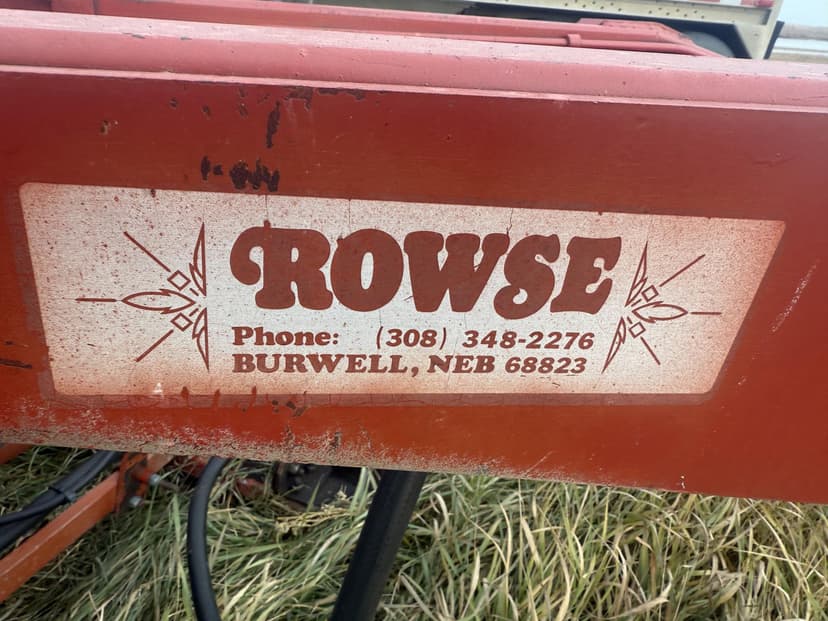 ROWSE
Phone: (308) 348-2276
BURWELL, NEB 68823